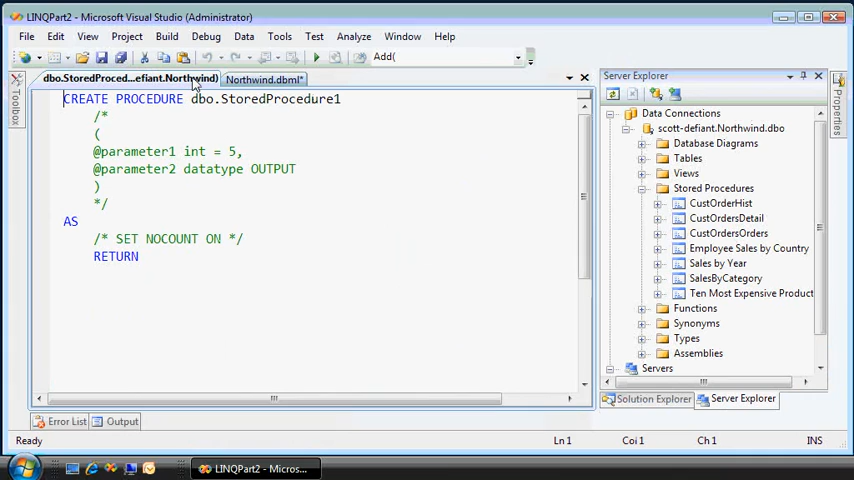 LINQPart2 - Microsoft Visual Studio (Administrator)
File Edit View Project Build Debug Data Tools Test Analyze Window Help
Add(
dbo.StoredProced...efiant.Northwind) Northwind.dbml*
Server Explorer
Toolbox
Properties
CREATE PROCEDURE dbo.StoredProcedure1
/*
(
@parameter1 int = 5,
@parameter2 datatype OUTPUT
)
*/
AS
/* SET NOCOUNT ON */
RETURN
Data Connections
scott-defiant.Northwind.dbo
Database Diagrams
Tables
Views
Stored Procedures
CustOrderHist
CustOrdersDetail
CustOrdersOrders
Employee Sales by Country
Sales by Year
SalesByCategory
Ten Most Expensive Product
Functions
Synonyms
Types
Assemblies
Servers
Solution Explorer Server Explorer
Error List Output
Ready Ln 1 Col 1 Ch 1 INS
LINQPart2 - Micros...